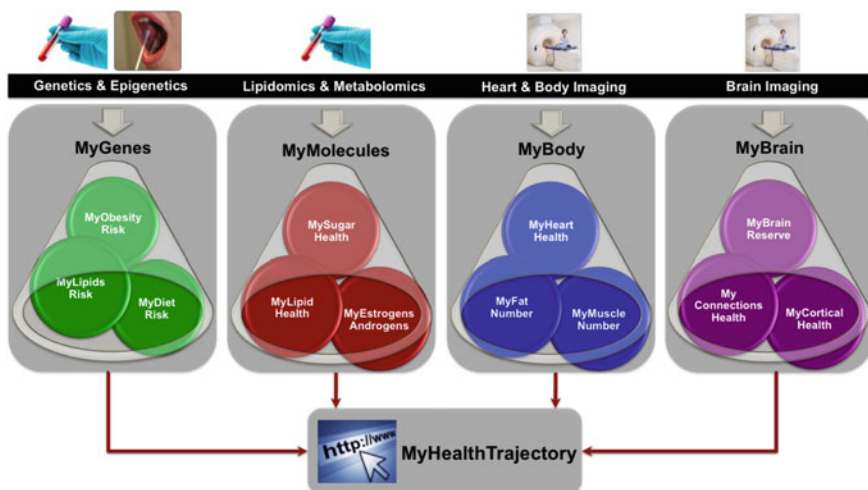 Genetics & Epigenetics
Lipidomics & Metabolomics
Heart & Body Imaging
Brain Imaging
MyGenes
MyObesity
Risk
MyLipids
Risk
MyDiet
Risk
MyMolecules
MySugar
Health
MyLipid
Health
MyEstrogens
Androgens
MyBody
MyHeart
Health
MyFat
Number
MyMuscle
Number
MyBrain
MyBrain
Reserve
My
Connections
Health
MyCortical
Health
http://www
MyHealthTrajectory